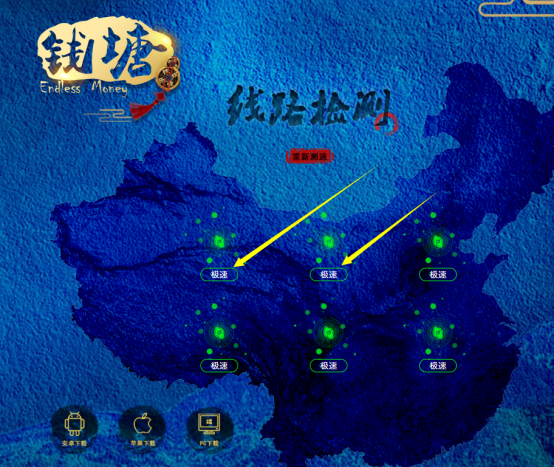 钱塘
Endless Money
线路检测
重新测速
极速 极速 极速
极速 极速 极速
安卓下载 苹果下载 PC下载